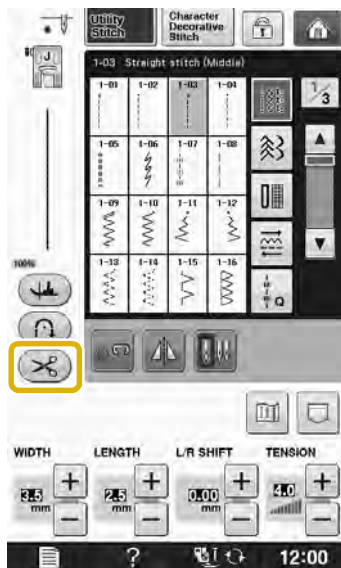 Utility
Stitch
Character
Decorative
Stitch
J
1-03 Straight stitch (Middle)
1-01 1-02 1-03 1-04
1/3
1-05 1-06 1-07 1-08
1-09 1-10 1-11 1-12
1-13 1-14 1-15 1-16
100%
Q
WIDTH LENGTH L/R SHIFT TENSION
3.5 mm + − 2.5 mm + − 0.00 mm + − 4.0 + −
? 12:00